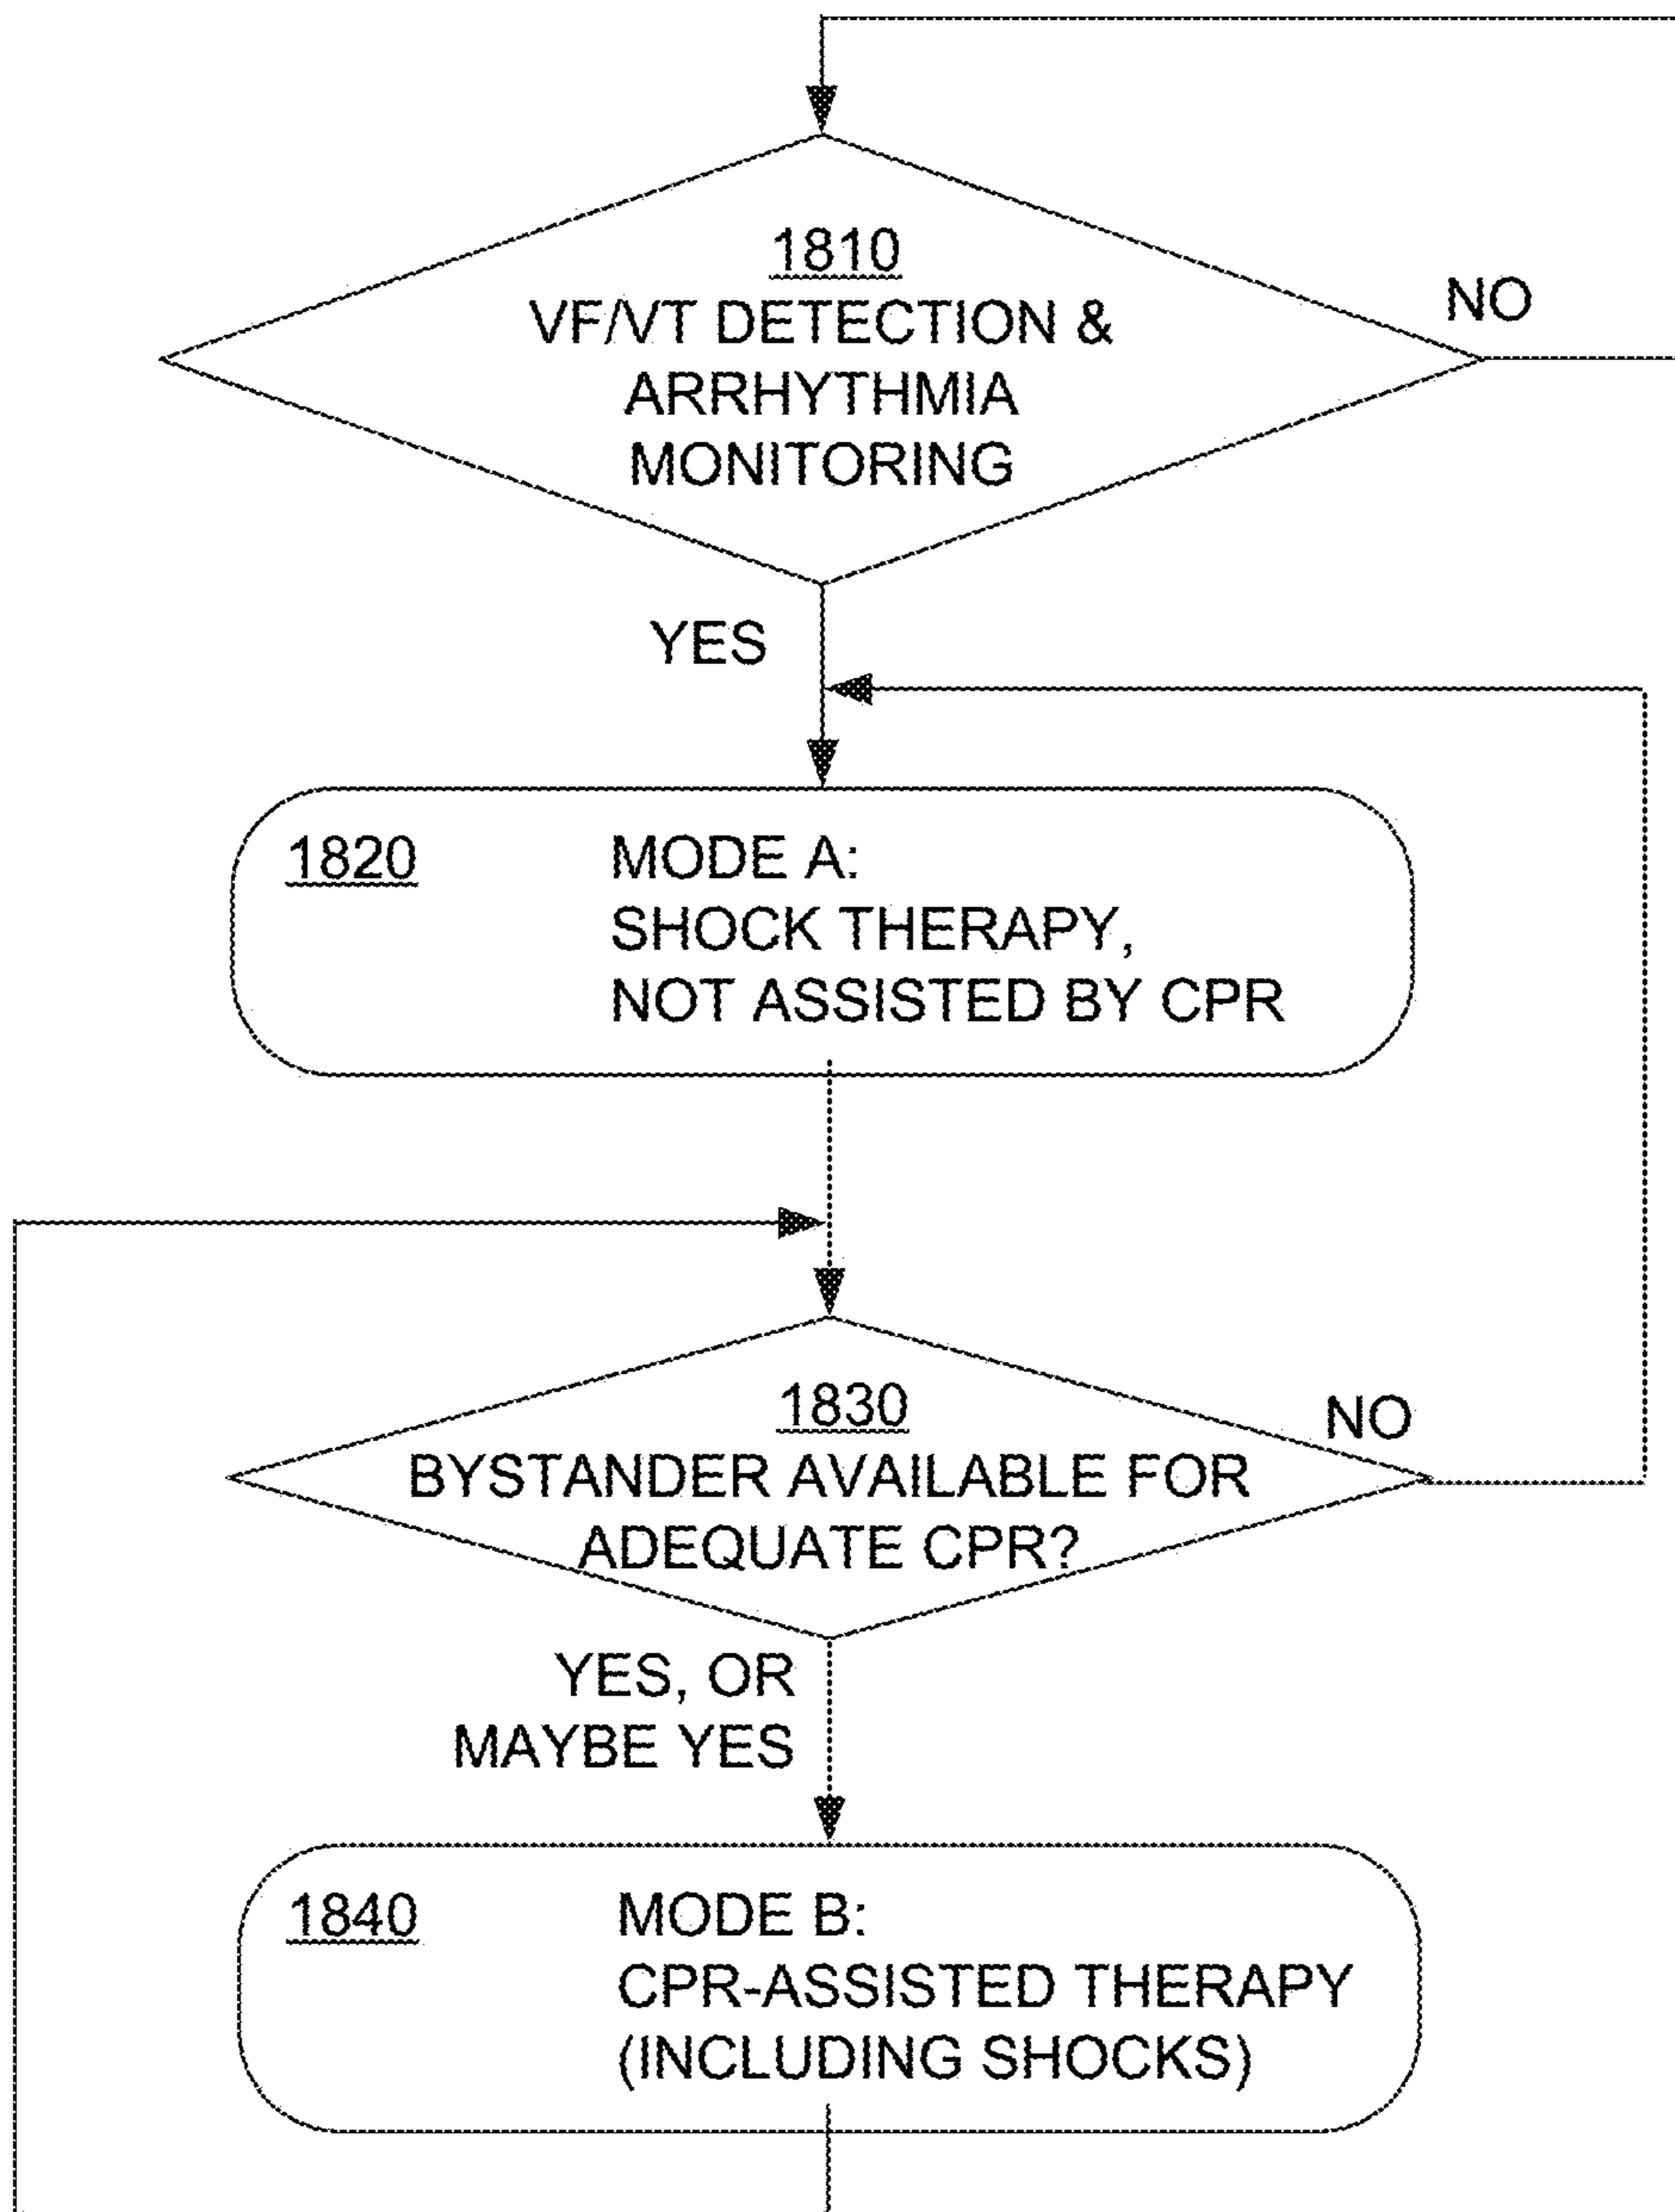 1810
VF/VT DETECTION &
ARRHYTHMIA
MONITORING
NO
YES
1820
MODE A:
SHOCK THERAPY,
NOT ASSISTED BY CPR
1830
BYSTANDER AVAILABLE FOR
ADEQUATE CPR?
NO
YES, OR
MAYBE YES
1840
MODE B:
CPR-ASSISTED THERAPY
(INCLUDING SHOCKS)